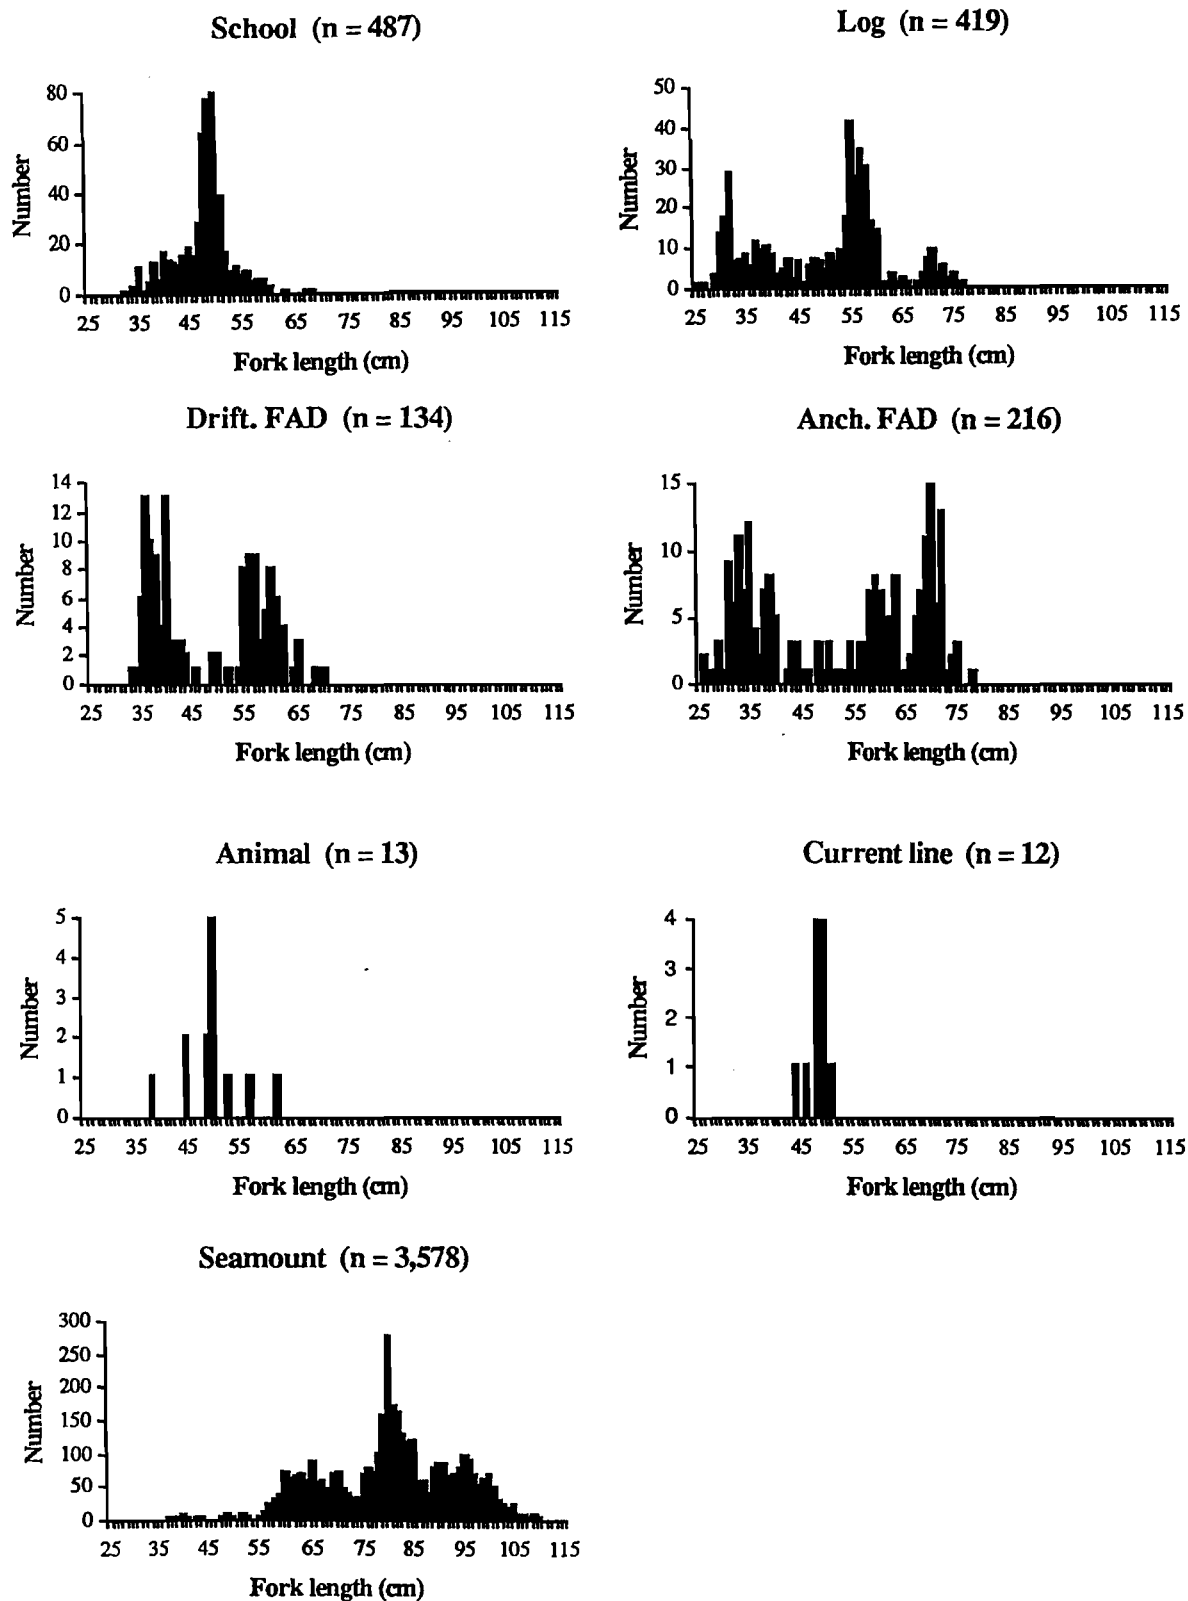 School (n = 487)
80
60
40
20
0
Number
25 35 45 55 65 75 85 95 105 115
Fork length (cm)
Log (n = 419)
50
40
30
20
10
0
Number
25 35 45 55 65 75 85 95 105 115
Fork length (cm)
Drift. FAD (n = 134)
14
12
10
8
6
4
2
0
Number
25 35 45 55 65 75 85 95 105 115
Fork length (cm)
Anch. FAD (n = 216)
15
10
5
0
Number
25 35 45 55 65 75 85 95 105 115
Fork length (cm)
Animal (n = 13)
5
4
3
2
1
0
Number
25 35 45 55 65 75 85 95 105 115
Fork length (cm)
Current line (n = 12)
4
3
2
1
0
Number
25 35 45 55 65 75 85 95 105 115
Fork length (cm)
Seamount (n = 3,578)
300
250
200
150
100
50
0
Number
25 35 45 55 65 75 85 95 105 115
Fork length (cm)